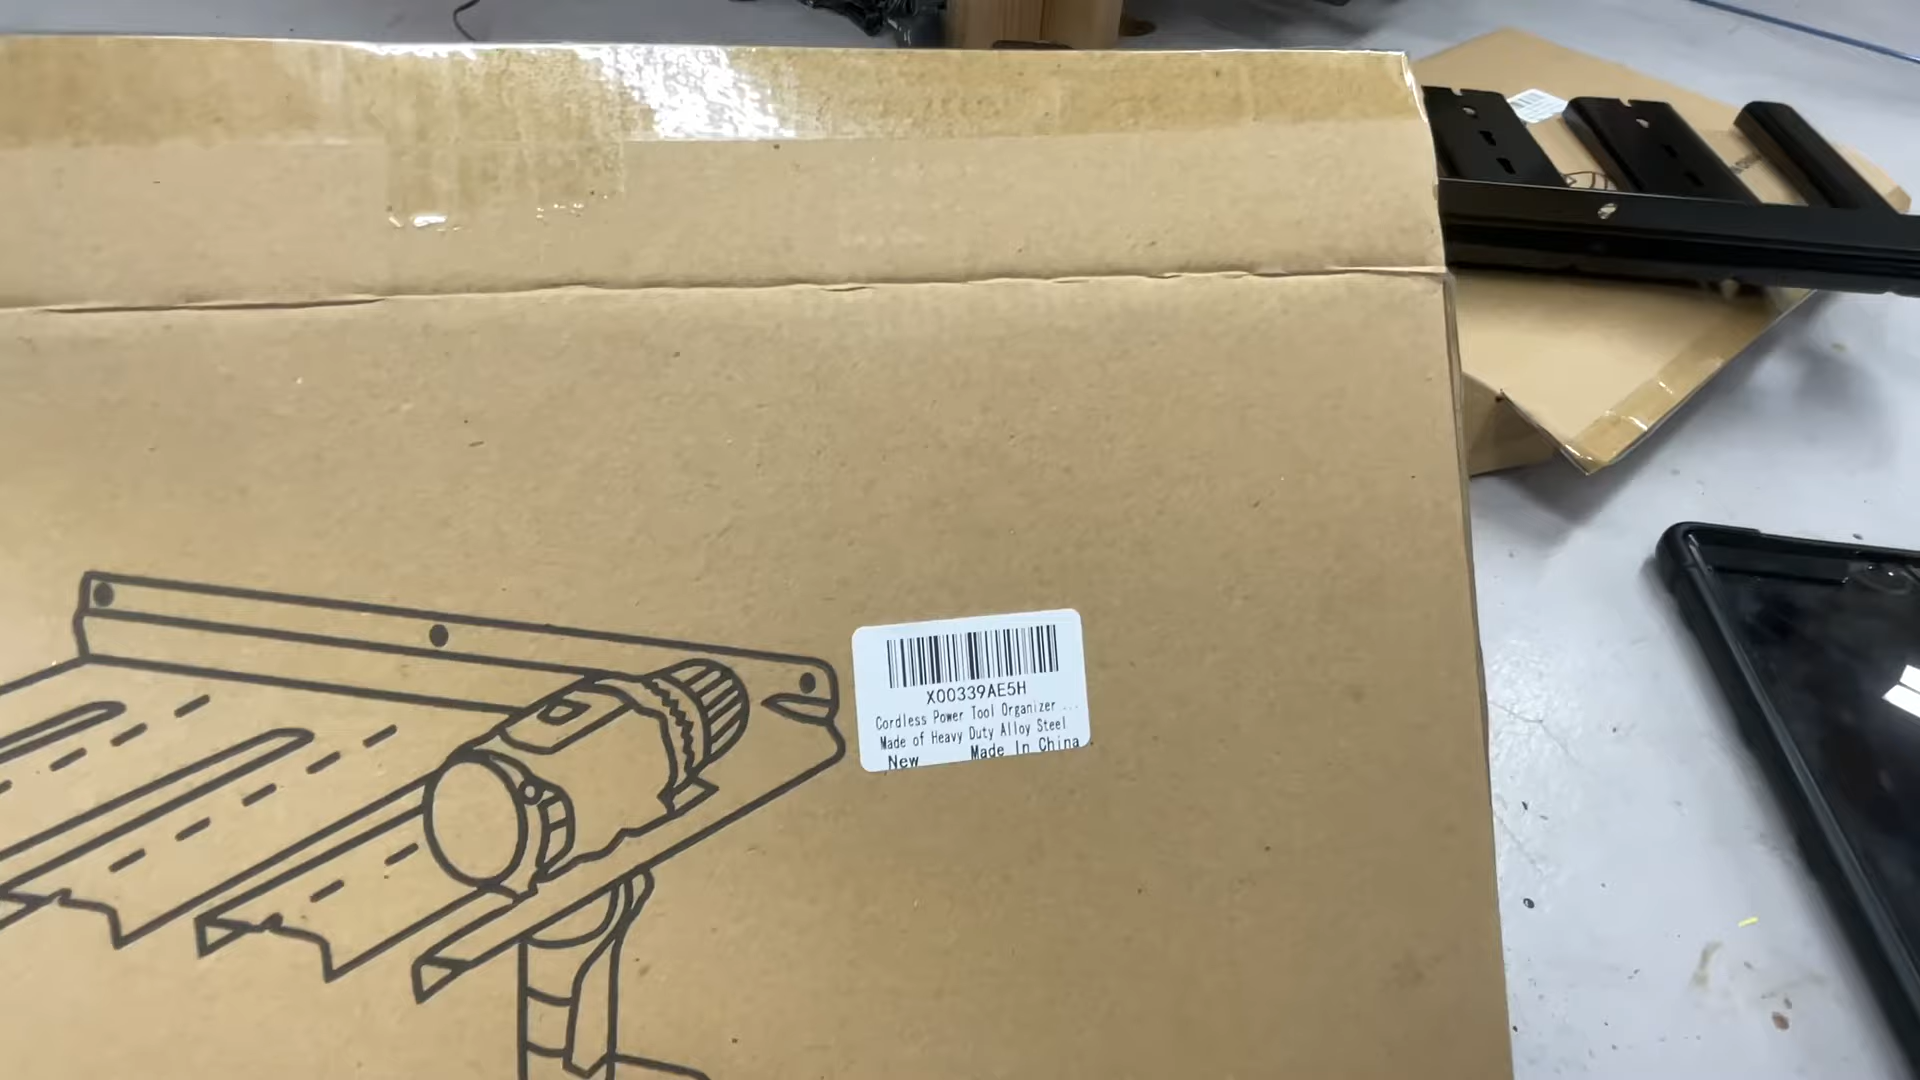 X00339AE5H
Cordless Power Tool Organizer ...
Made of Heavy Duty Alloy Steel
New Made In China